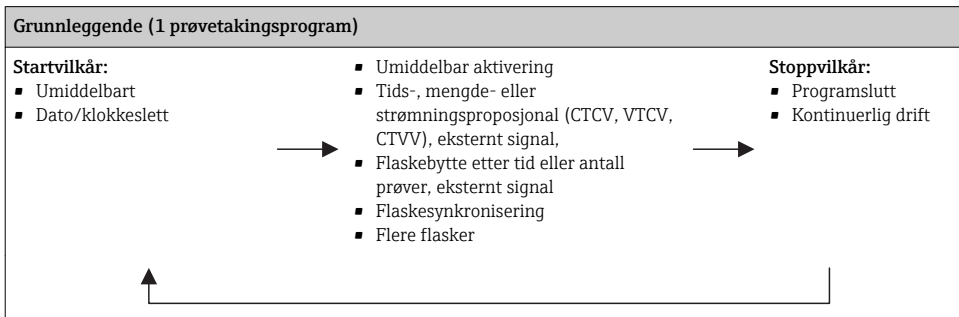 Grunnleggende (1 prøvetakingsprogram)
Startvilkår:
▪ Umiddelbart
▪ Dato/klokkeslett
▪ Umiddelbar aktivering
▪ Tids-, mengde- eller
strømningsproposjonal (CTCV, VTCV,
CTVV), eksternt signal,
▪ Flaskebytte etter tid eller antall
prøver, eksternt signal
▪ Flaskesynkronisering
▪ Flere flasker
Stoppvilkår:
▪ Programslutt
▪ Kontinuerlig drift